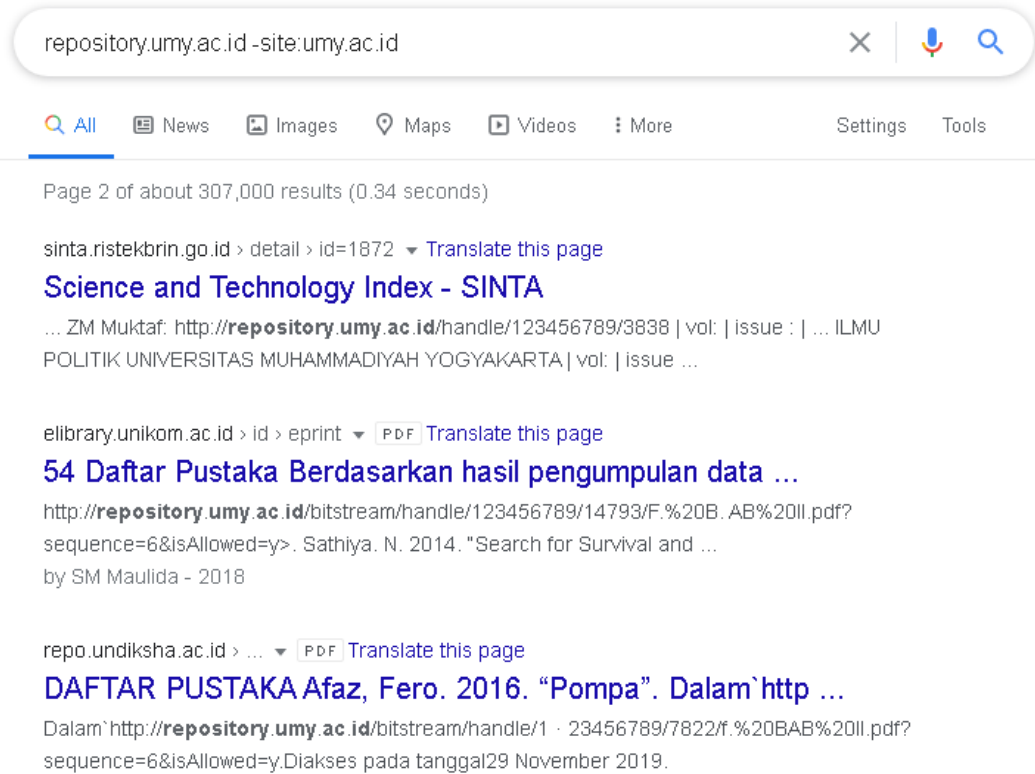 repository.umy.ac.id -site:umy.ac.id
All News Images Maps Videos More Settings Tools
Page 2 of about 307,000 results (0.34 seconds)
sinta.ristekbrin.go.id › detail › id=1872 Translate this page
Science and Technology Index - SINTA
... ZM Muktaf: http://repository.umy.ac.id/handle/123456789/3838 | vol: | issue : | ... ILMU
POLITIK UNIVERSITAS MUHAMMADIYAH YOGYAKARTA | vol: | issue ...
elibrary.unikom.ac.id › id › eprint PDF Translate this page
54 Daftar Pustaka Berdasarkan hasil pengumpulan data ...
http://repository.umy.ac.id/bitstream/handle/123456789/14793/F.%20B. AB%20II.pdf?
sequence=6&isAllowed=y>. Sathiya. N. 2014. "Search for Survival and ...
by SM Maulida - 2018
repo.undiksha.ac.id › ... PDF Translate this page
DAFTAR PUSTAKA Afaz, Fero. 2016. “Pompa”. Dalam`http ...
Dalam`http://repository.umy.ac.id/bitstream/handle/1 · 23456789/7822/f.%20BAB%20II.pdf?
sequence=6&isAllowed=y.Diakses pada tanggal29 November 2019.